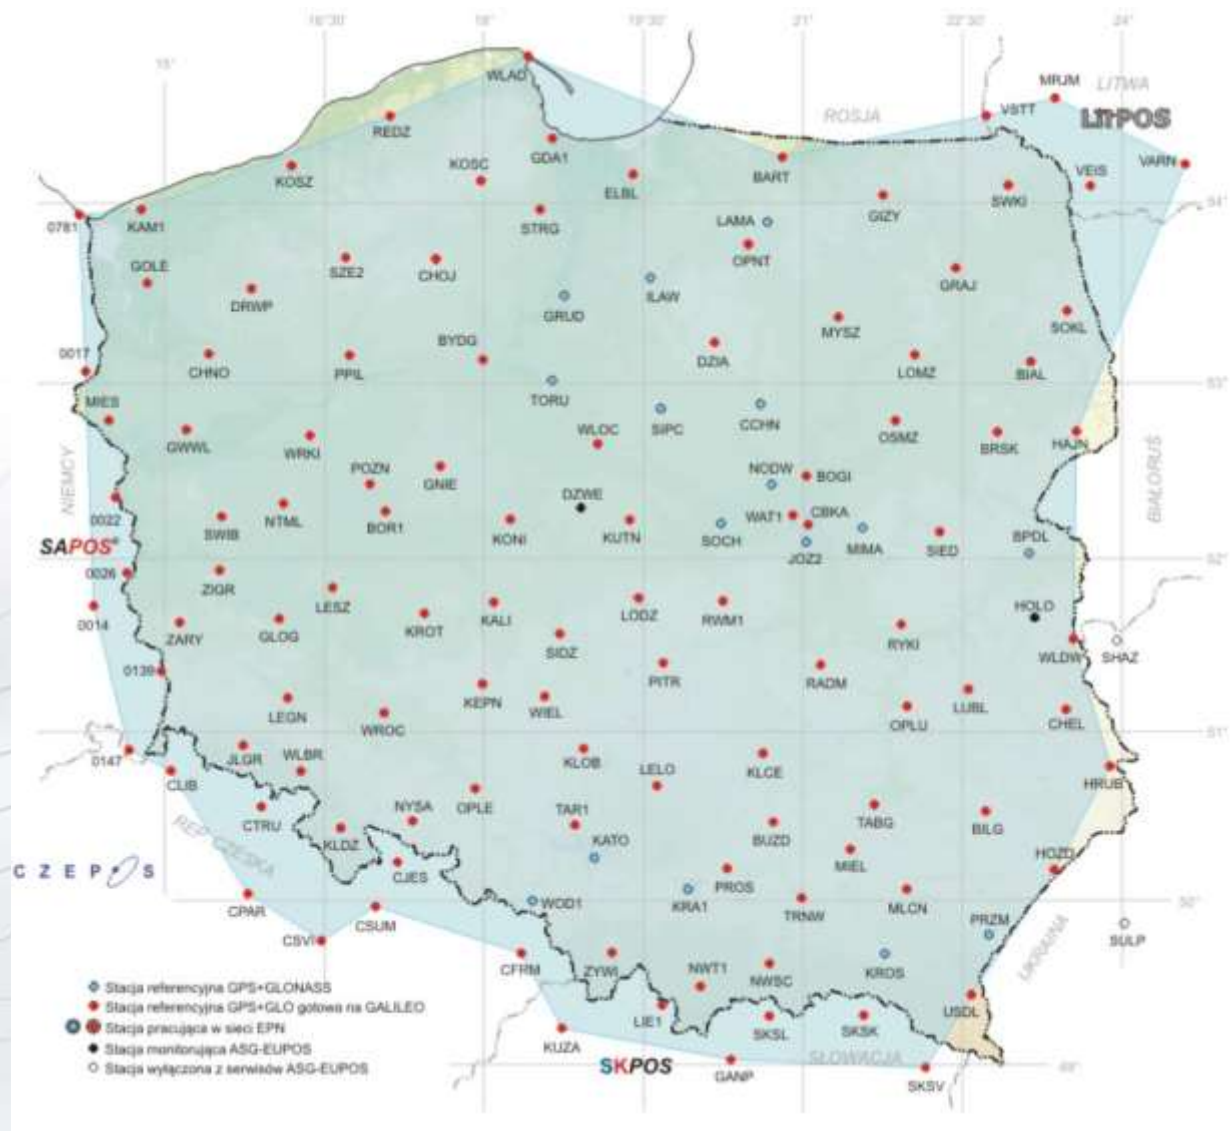 16°30'
18°
19°30'
21°
22°30'
24°
15°
WLAD
MRJM
LITWA
VSTT
ROSJA
LITPOS
REDZ
GDA1
KOSC
KOSZ
BART
VARN
VEIS
ELBL
SWKI
GIZY
54°
0781
KAM1
STRG
LAMA
OPNT
GOLE
SZE2
CHOJ
GRAJ
DRWP
ILAW
GRUD
MYSZ
SOKL
BYDG
0017
CHNO
PPIL
DZIA
LOMZ
BIAL
53°
MIES
TORU
SIPC
CCHN
GWWL
WRKI
WLOC
OSMZ
BRSK
HAJN
POZN
GNIE
NODW
BOGI
NIEMCY
DZWE
BIAŁORUŚ
0022
SWIB
NTML
BOR1
KONI
KUTN
SOCH
WAT1
CBKA
JOZ2
MIMA
SIED
BPDL
SAPOS®
52°
0026
ZIGR
LESZ
0014
ZARY
GLOG
KROT
KALI
LODZ
RWM1
HOLO
SIDZ
RYKI
WLDW
SHAZ
0139
PITR
RADM
LEGN
WROC
KEPN
WIEL
OPLU
LUBL
CHEL
51°
0147
JLGR
WLBR
KLOB
LELO
KLCE
CLIB
HRUB
CTRU
NYSA
OPLE
TAR1
TABG
BILG
REP. CZESKA
KLDZ
KATO
BUZD
MIEL
HOZD
CZEPOS
CJES
PROS
CPAR
WOD1
KRA1
TRNW
MLCN
50°
CSUM
PRZM
CSVI
SULP
UKRAINA
CFRM
ZYWI
NWT1
NWSC
KROS
Stacja referencyjna GPS+GLONASS
Stacja referencyjna GPS+GLO gotowa na GALILEO
Stacja pracująca w sieci EPN
Stacja monitorująca ASG-EUPOS
Stacja wyłączona z serwisów ASG-EUPOS
LIE1
SKSL
SKSK
USDL
KUZA
SKPOS
SŁOWACJA
GANP
SKSV
49°